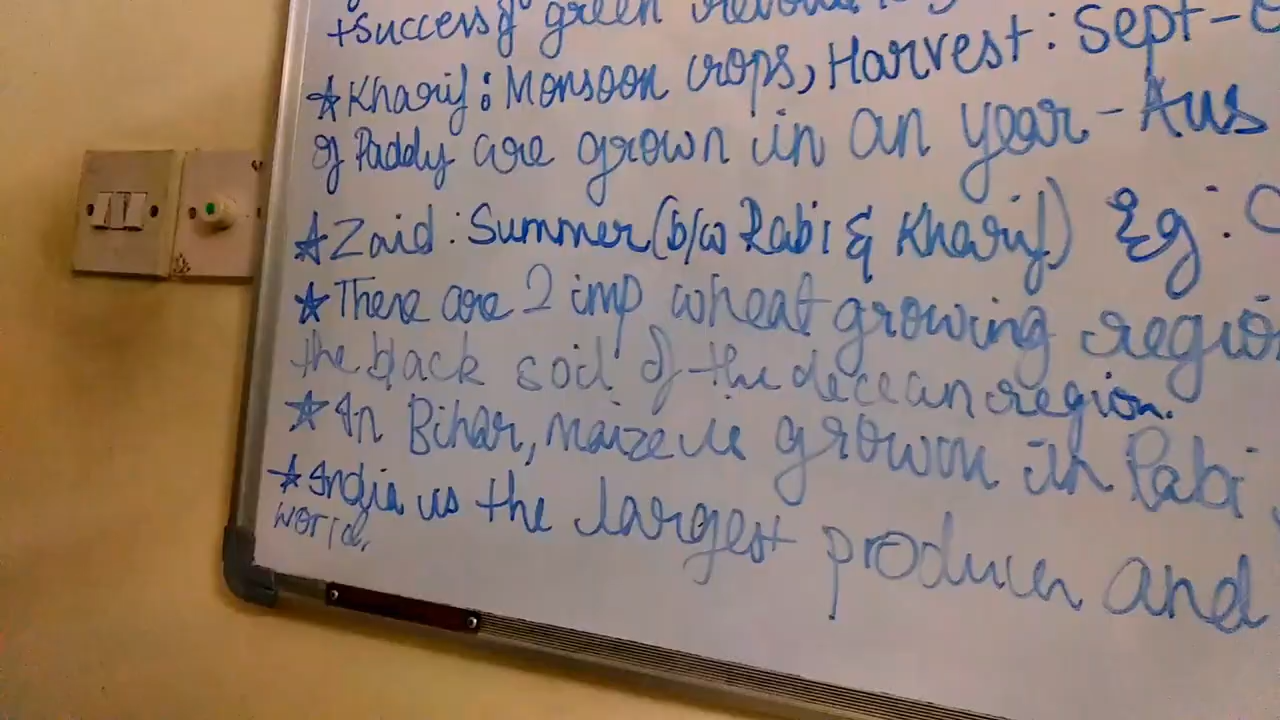 +Success of green
★Kharif: Monsoon crops, Harvest: Sept-
of Paddy are grown in an year - Aus
★Zaid: Summer (b/w Rabi & Kharif) Eg:
★There are 2 imp wheat growing region
the black soil of the deccan region.
★In Bihar, maize is grown in Rabi
★India is the largest producer and
world.